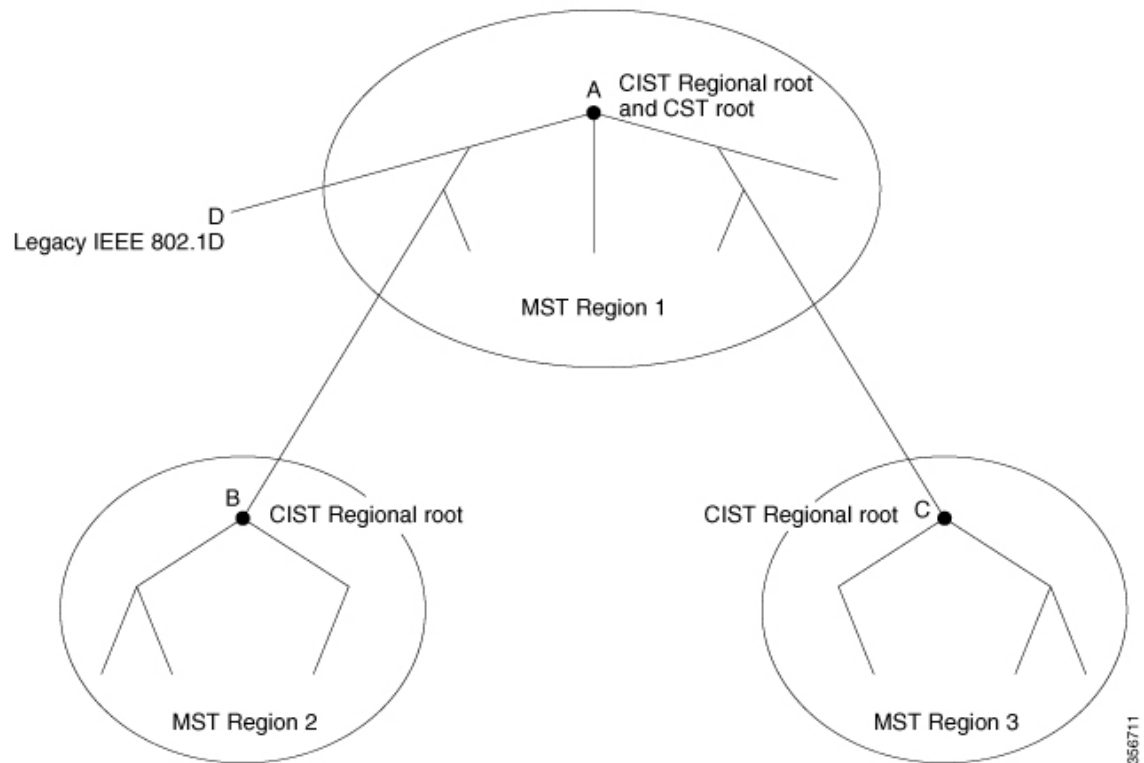 A
CIST Regional root
and CST root
D
Legacy IEEE 802.1D
MST Region 1
B
CIST Regional root
CIST Regional root
C
MST Region 2
MST Region 3
356711